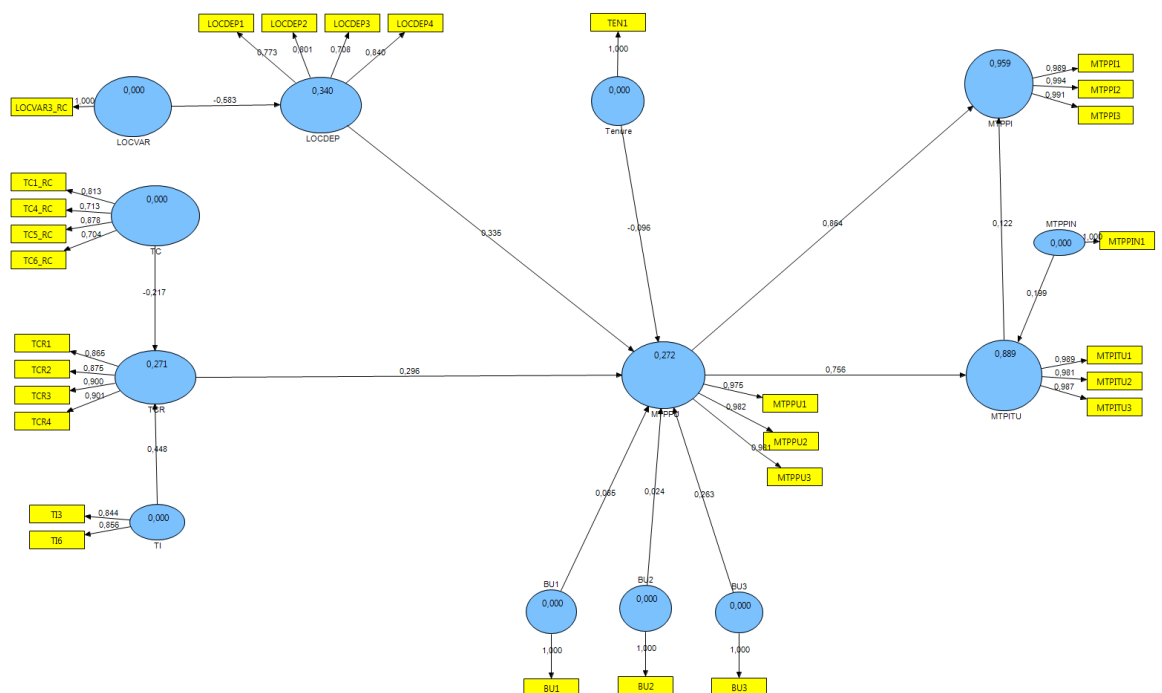 LOCDEP1
LOCDEP2
LOCDEP3
LOCDEP4
TEN1
0,773
0,801
0,708
0,840
1,000
0,959
0,989
MTPPI1
0,994
MTPPI2
0,991
MTPPI3
MTPPI
LOCVAR3_RC
1,000
0,000
LOCVAR
-0,583
0,340
LOCDEP
0,000
Tenure
TC1_RC
0,813
TC4_RC
0,713
TC5_RC
0,878
TC6_RC
0,704
0,000
TC
0,335
-0,096
0,864
0,122
MTPPIN
0,000
1,000
MTPPIN1
-0,217
0,199
TCR1
0,865
TCR2
0,875
TCR3
0,900
TCR4
0,901
0,271
TCR
0,296
0,272
0,756
0,889
MTPITU
0,989
MTPITU1
0,981
MTPITU2
0,987
MTPITU3
0,975
MTPPU1
0,982
MTPPU2
0,981
MTPPU3
0,448
TI3
0,844
TI6
0,856
0,000
TI
0,024
0,263
BU1
0,000
BU2
0,000
BU3
0,000
1,000
1,000
1,000
BU1
BU2
BU3